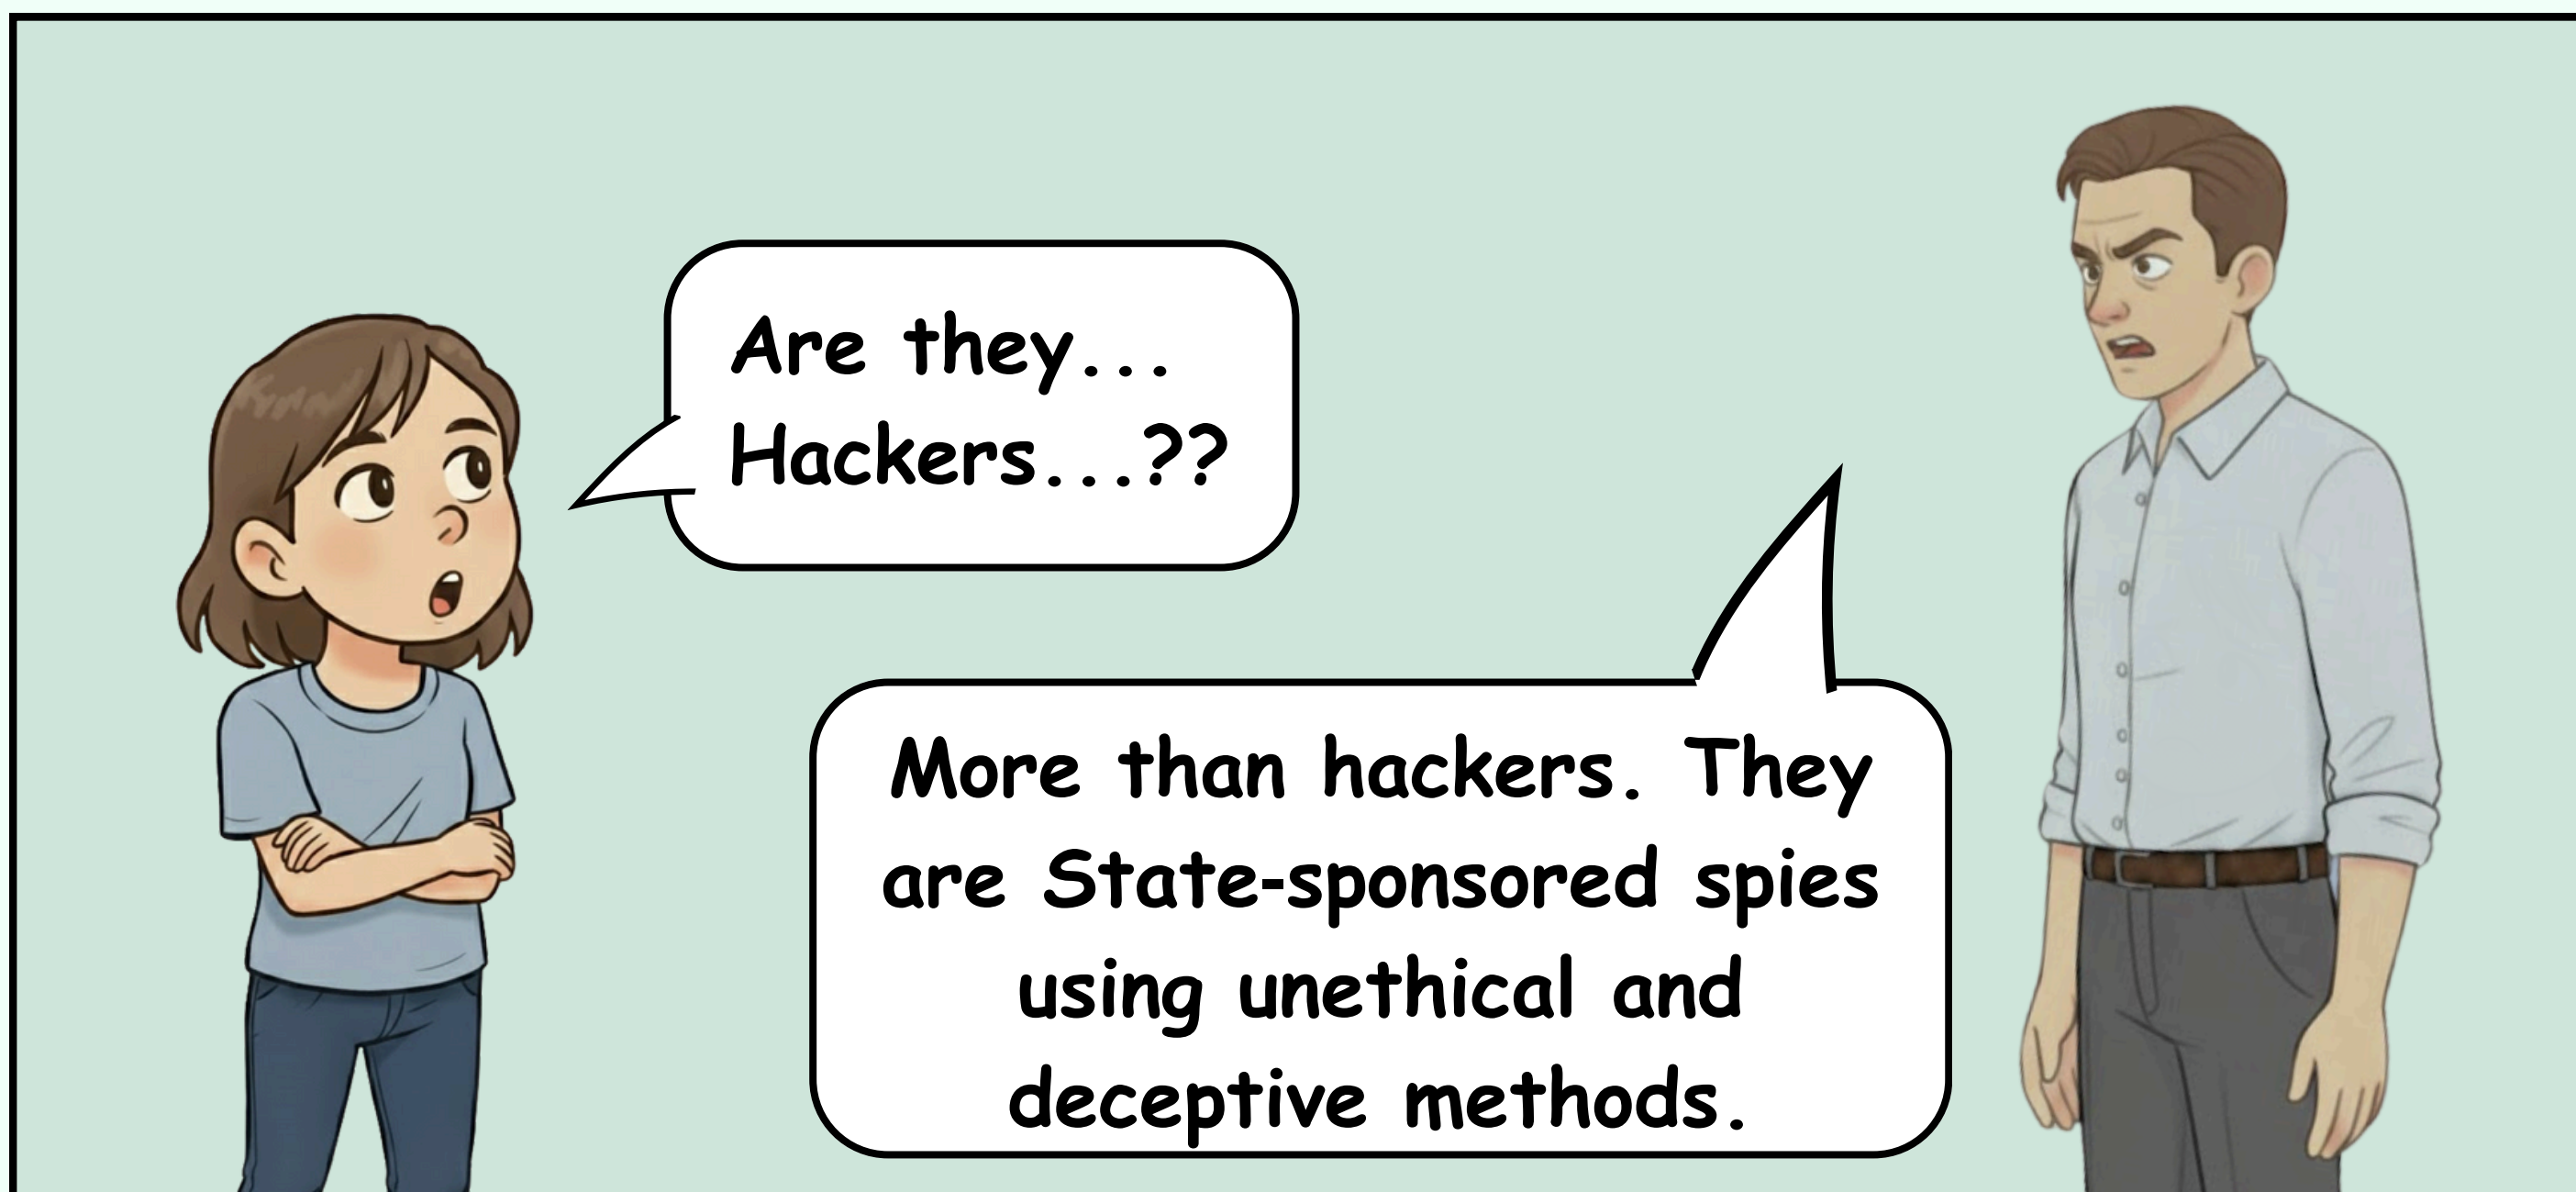 Are they...
Hackers...??
More than hackers. They
are State-sponsored spies
using unethical and
deceptive methods.